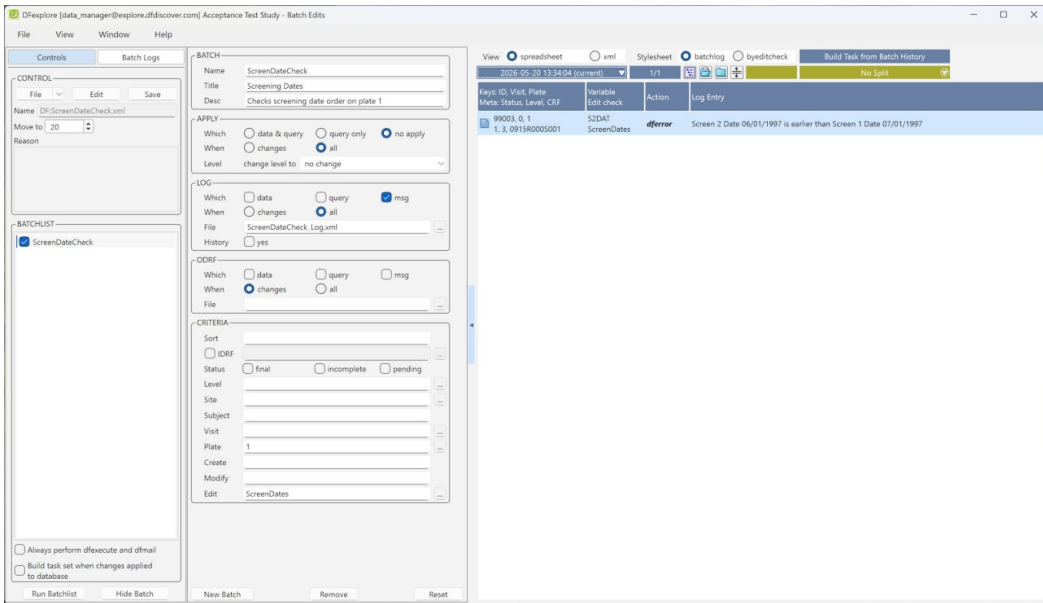 DFexplore [data_manager@explore.dfdiscover.com] Acceptance Test Study - Batch Edits
File View Window Help
Controls Batch Logs
CONTROL
File Edit Save
Name DF:ScreenDateCheck.xml
Move to 20
Reason
BATCHLIST
ScreenDateCheck
Always perform dfexecute and dfmail
Build task set when changes applied
to database
Run Batchlist Hide Batch
BATCH
Name ScreenDateCheck
Title Screening Dates
Desc Checks screening date order on plate 1
APPLY
Which data & query query only no apply
When changes all
Level change level to no change
LOG
Which data query msg
When changes all
File ScreenDateCheck_Log.xml
History yes
ODRF
Which data query msg
When changes all
File
CRITERIA
Sort
IDRF
Status final incomplete pending
Level
Site
Subject
Visit
Plate 1
Create
Modify
Edit ScreenDates
New Batch Remove Reset
View spreadsheet xml Stylesheet batchlog byeditcheck Build Task from Batch History
2026-05-20 13:34:04 (current) 1/1 No Split
Keys: ID, Visit, Plate Variable Action Log Entry
Meta: Status, Level, CRF Edit check
99003, 0, 1 S2DAT dferror Screen 2 Date 06/01/1997 is earlier than Screen 1 Date 07/01/1997
1, 3, 0915R0005001 ScreenDates